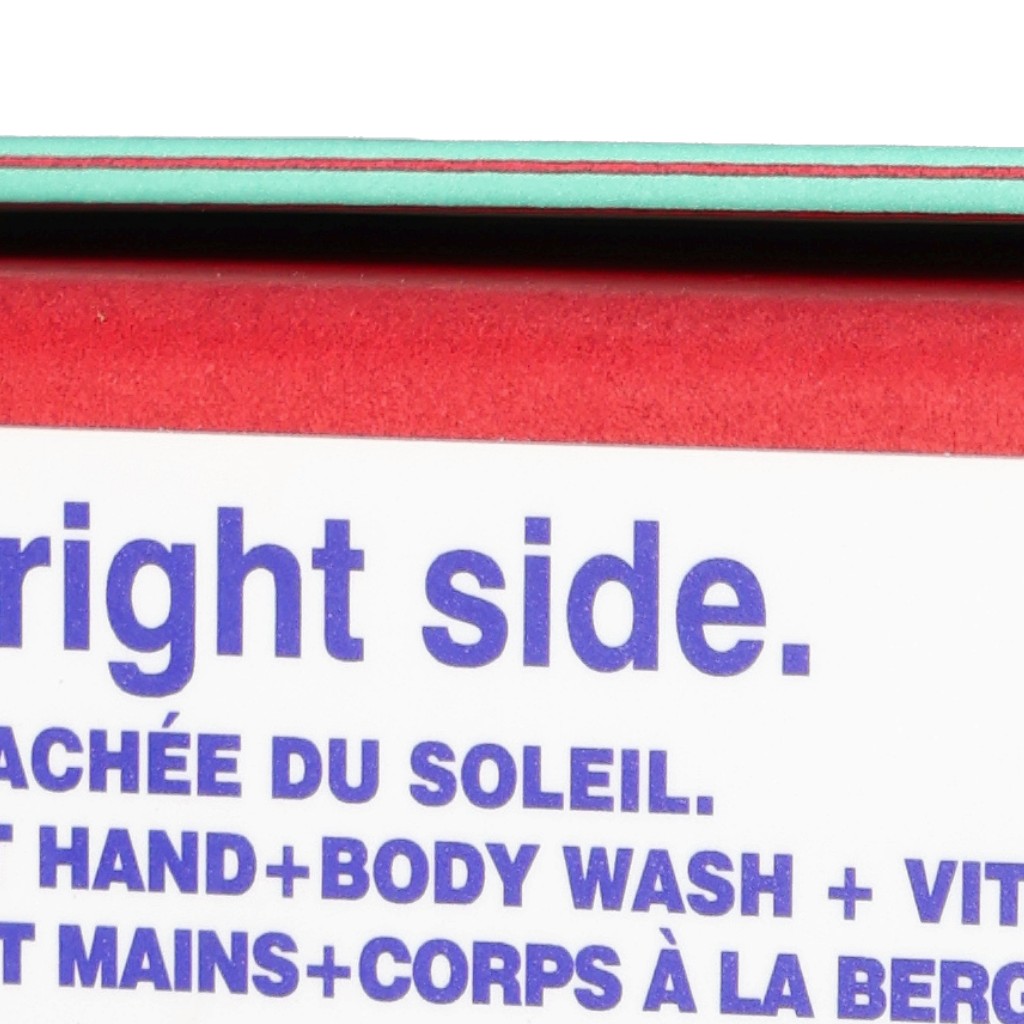 right side.
ACHÉE DU SOLEIL.
T HAND+BODY WASH + VIT
T MAINS+CORPS À LA BERG